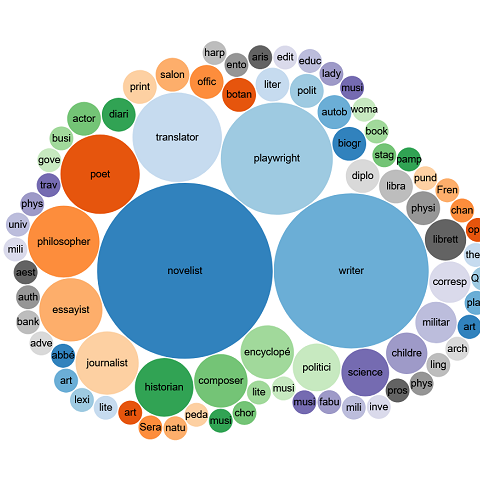 harp
ento
aris
edit
educ
lady
musi
woma
book
stag
pamp
pund
Fren
chan
op
the
Q
pla
art
arch
ling
phys
pros
inve
mili
fabu
musi
musi
lite
chor
musi
peda
natu
Sera
art
lite
lexi
art
abbé
adve
bank
auth
aest
mili
univ
phys
trav
gove
busi
actor
diari
print
salon
offic
botan
liter
polit
autob
biogr
diplo
libra
physi
librett
corresp
militar
childre
science
politici
encyclopé
composer
historian
journalist
essayist
philosopher
poet
translator
playwright
novelist
writer